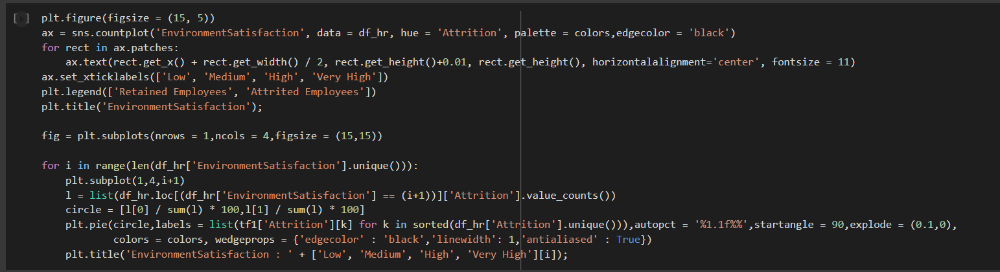 [ ] plt.figure(figsize = (15, 5))
ax = sns.countplot('EnvironmentSatisfaction', data = df_hr, hue = 'Attrition', palette = colors,edgecolor = 'black')
for rect in ax.patches:
    ax.text(rect.get_x() + rect.get_width() / 2, rect.get_height()+0.01, rect.get_height(), horizontalalignment='center', fontsize = 11)
ax.set_xticklabels(['Low', 'Medium', 'High', 'Very High'])
plt.legend(['Retained Employees', 'Attrited Employees'])
plt.title('EnvironmentSatisfaction');
fig = plt.subplots(nrows = 1,ncols = 4,figsize = (15,15))
for i in range(len(df_hr['EnvironmentSatisfaction'].unique())):
    plt.subplot(1,4,i+1)
    l = list(df_hr.loc[(df_hr['EnvironmentSatisfaction'] == (i+1))]['Attrition'].value_counts())
    circle = [l[0] / sum(l) * 100,l[1] / sum(l) * 100]
    plt.pie(circle,labels = list(tf1['Attrition'][k] for k in sorted(df_hr['Attrition'].unique())),autopct = '%1.1f%%',startangle = 90,explode = (0.1,0),
            colors = colors, wedgeprops = {'edgecolor' : 'black','linewidth': 1,'antialiased' : True})
    plt.title('EnvironmentSatisfaction : ' + ['Low', 'Medium', 'High', 'Very High'][i]);